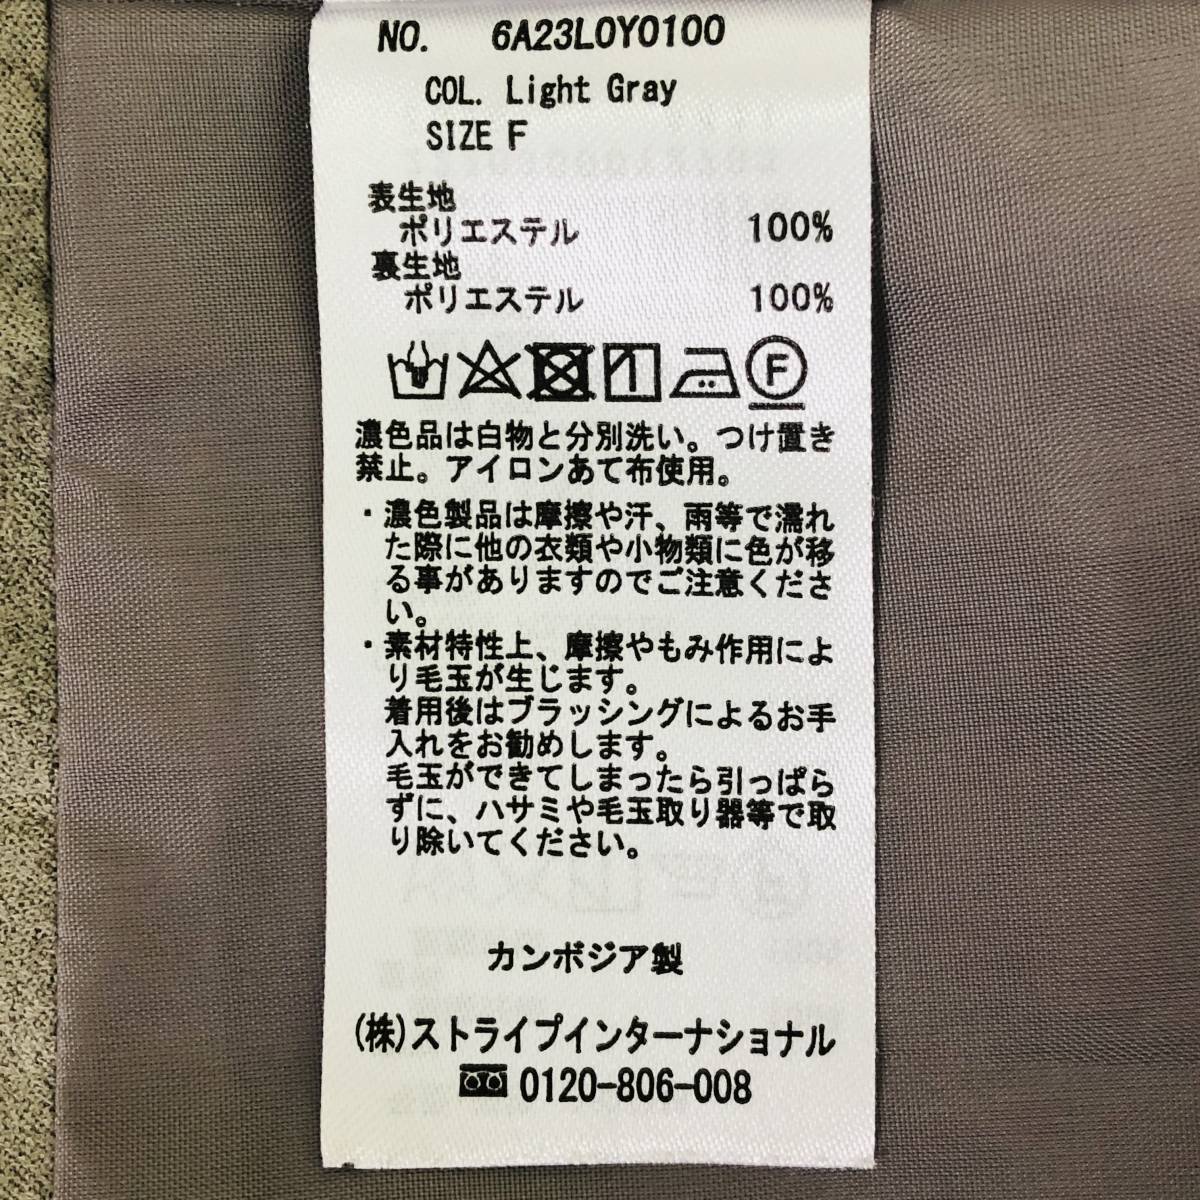 NO. 6A23L0Y0100
COL. Light Gray
SIZE F
表生地
ポリエステル 100%
裏生地
ポリエステル 100%
F
濃色品は白物と分別洗い。つけ置き
禁止。アイロンあて布使用。
・濃色製品は摩擦や汗、雨等で濡れ
た際に他の衣類や小物類に色が移
る事がありますのでご注意くださ
い。
・素材特性上、摩擦やもみ作用によ
り毛玉が生じます。
着用後はブラッシングによるお手
入れをお勧めします。
毛玉ができてしまったら引っぱら
ずに、ハサミや毛玉取り器等で取
り除いてください。
カンボジア製
(株)ストライプインターナショナル
0120-806-008